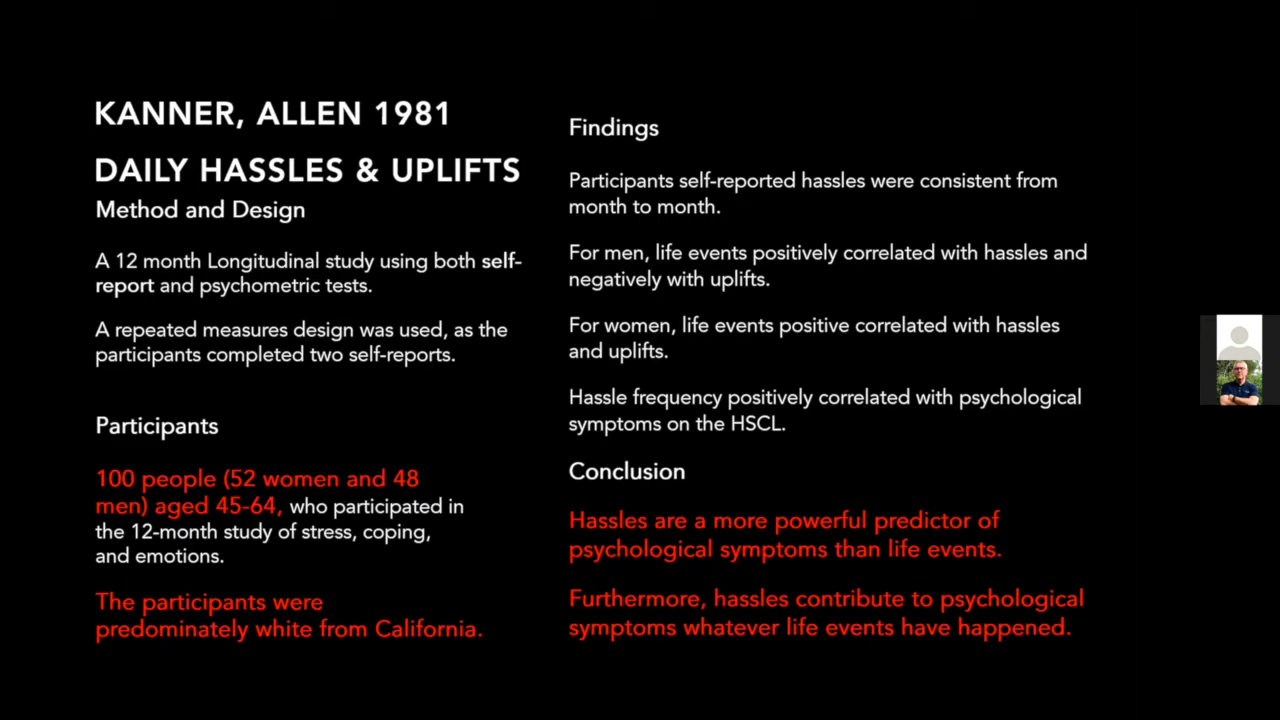 KANNER, ALLEN 1981
DAILY HASSLES & UPLIFTS
Method and Design
A 12 month Longitudinal study using both self-
report and psychometric tests.
A repeated measures design was used, as the
participants completed two self-reports.
Participants
100 people (52 women and 48
men) aged 45-64, who participated in
the 12-month study of stress, coping,
and emotions.
The participants were
predominately white from California.
Findings
Participants self-reported hassles were consistent from
month to month.
For men, life events positively correlated with hassles and
negatively with uplifts.
For women, life events positive correlated with hassles
and uplifts.
Hassle frequency positively correlated with psychological
symptoms on the HSCL.
Conclusion
Hassles are a more powerful predictor of
psychological symptoms than life events.
Furthermore, hassles contribute to psychological
symptoms whatever life events have happened.